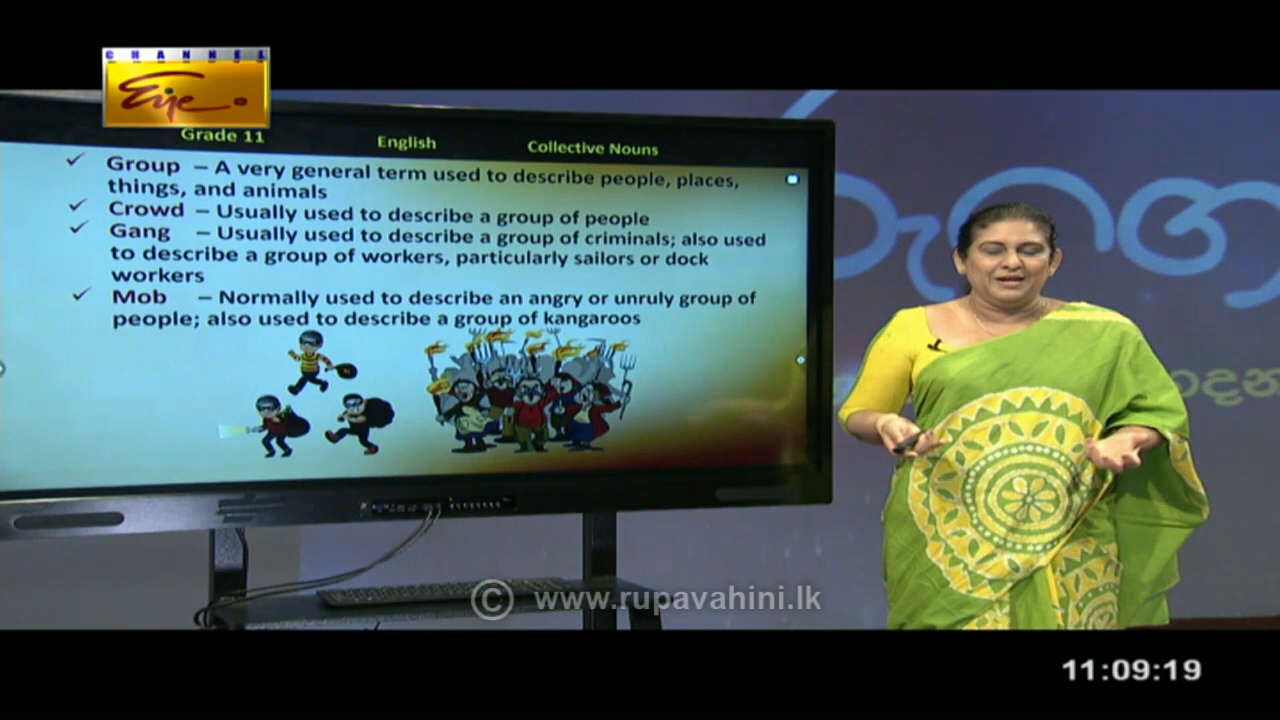 CHANNEL
Eye
Grade 11 English Collective Nouns
✓ Group – A very general term used to describe people, places,
things, and animals
✓ Crowd – Usually used to describe a group of people
✓ Gang – Usually used to describe a group of criminals; also used
to describe a group of workers, particularly sailors or dock
workers
✓ Mob – Normally used to describe an angry or unruly group of
people; also used to describe a group of kangaroos
© www.rupavahini.lk
11:09:19